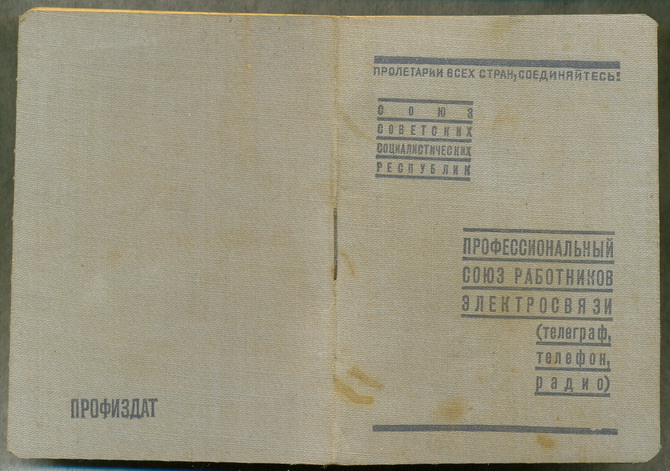 ПРОЛЕТАРИИ ВСЕХ СТРАН, СОЕДИНЯЙТЕСЬ!
СОЮЗ
СОВЕТСКИХ
СОЦИАЛИСТИЧЕСКИХ
РЕСПУБЛИК
ПРОФЕССИОНАЛЬНЫЙ
СОЮЗ РАБОТНИКОВ
ЭЛЕКТРОСВЯЗИ
(телеграф,
телефон,
радио)
ПРОФИЗДАТ